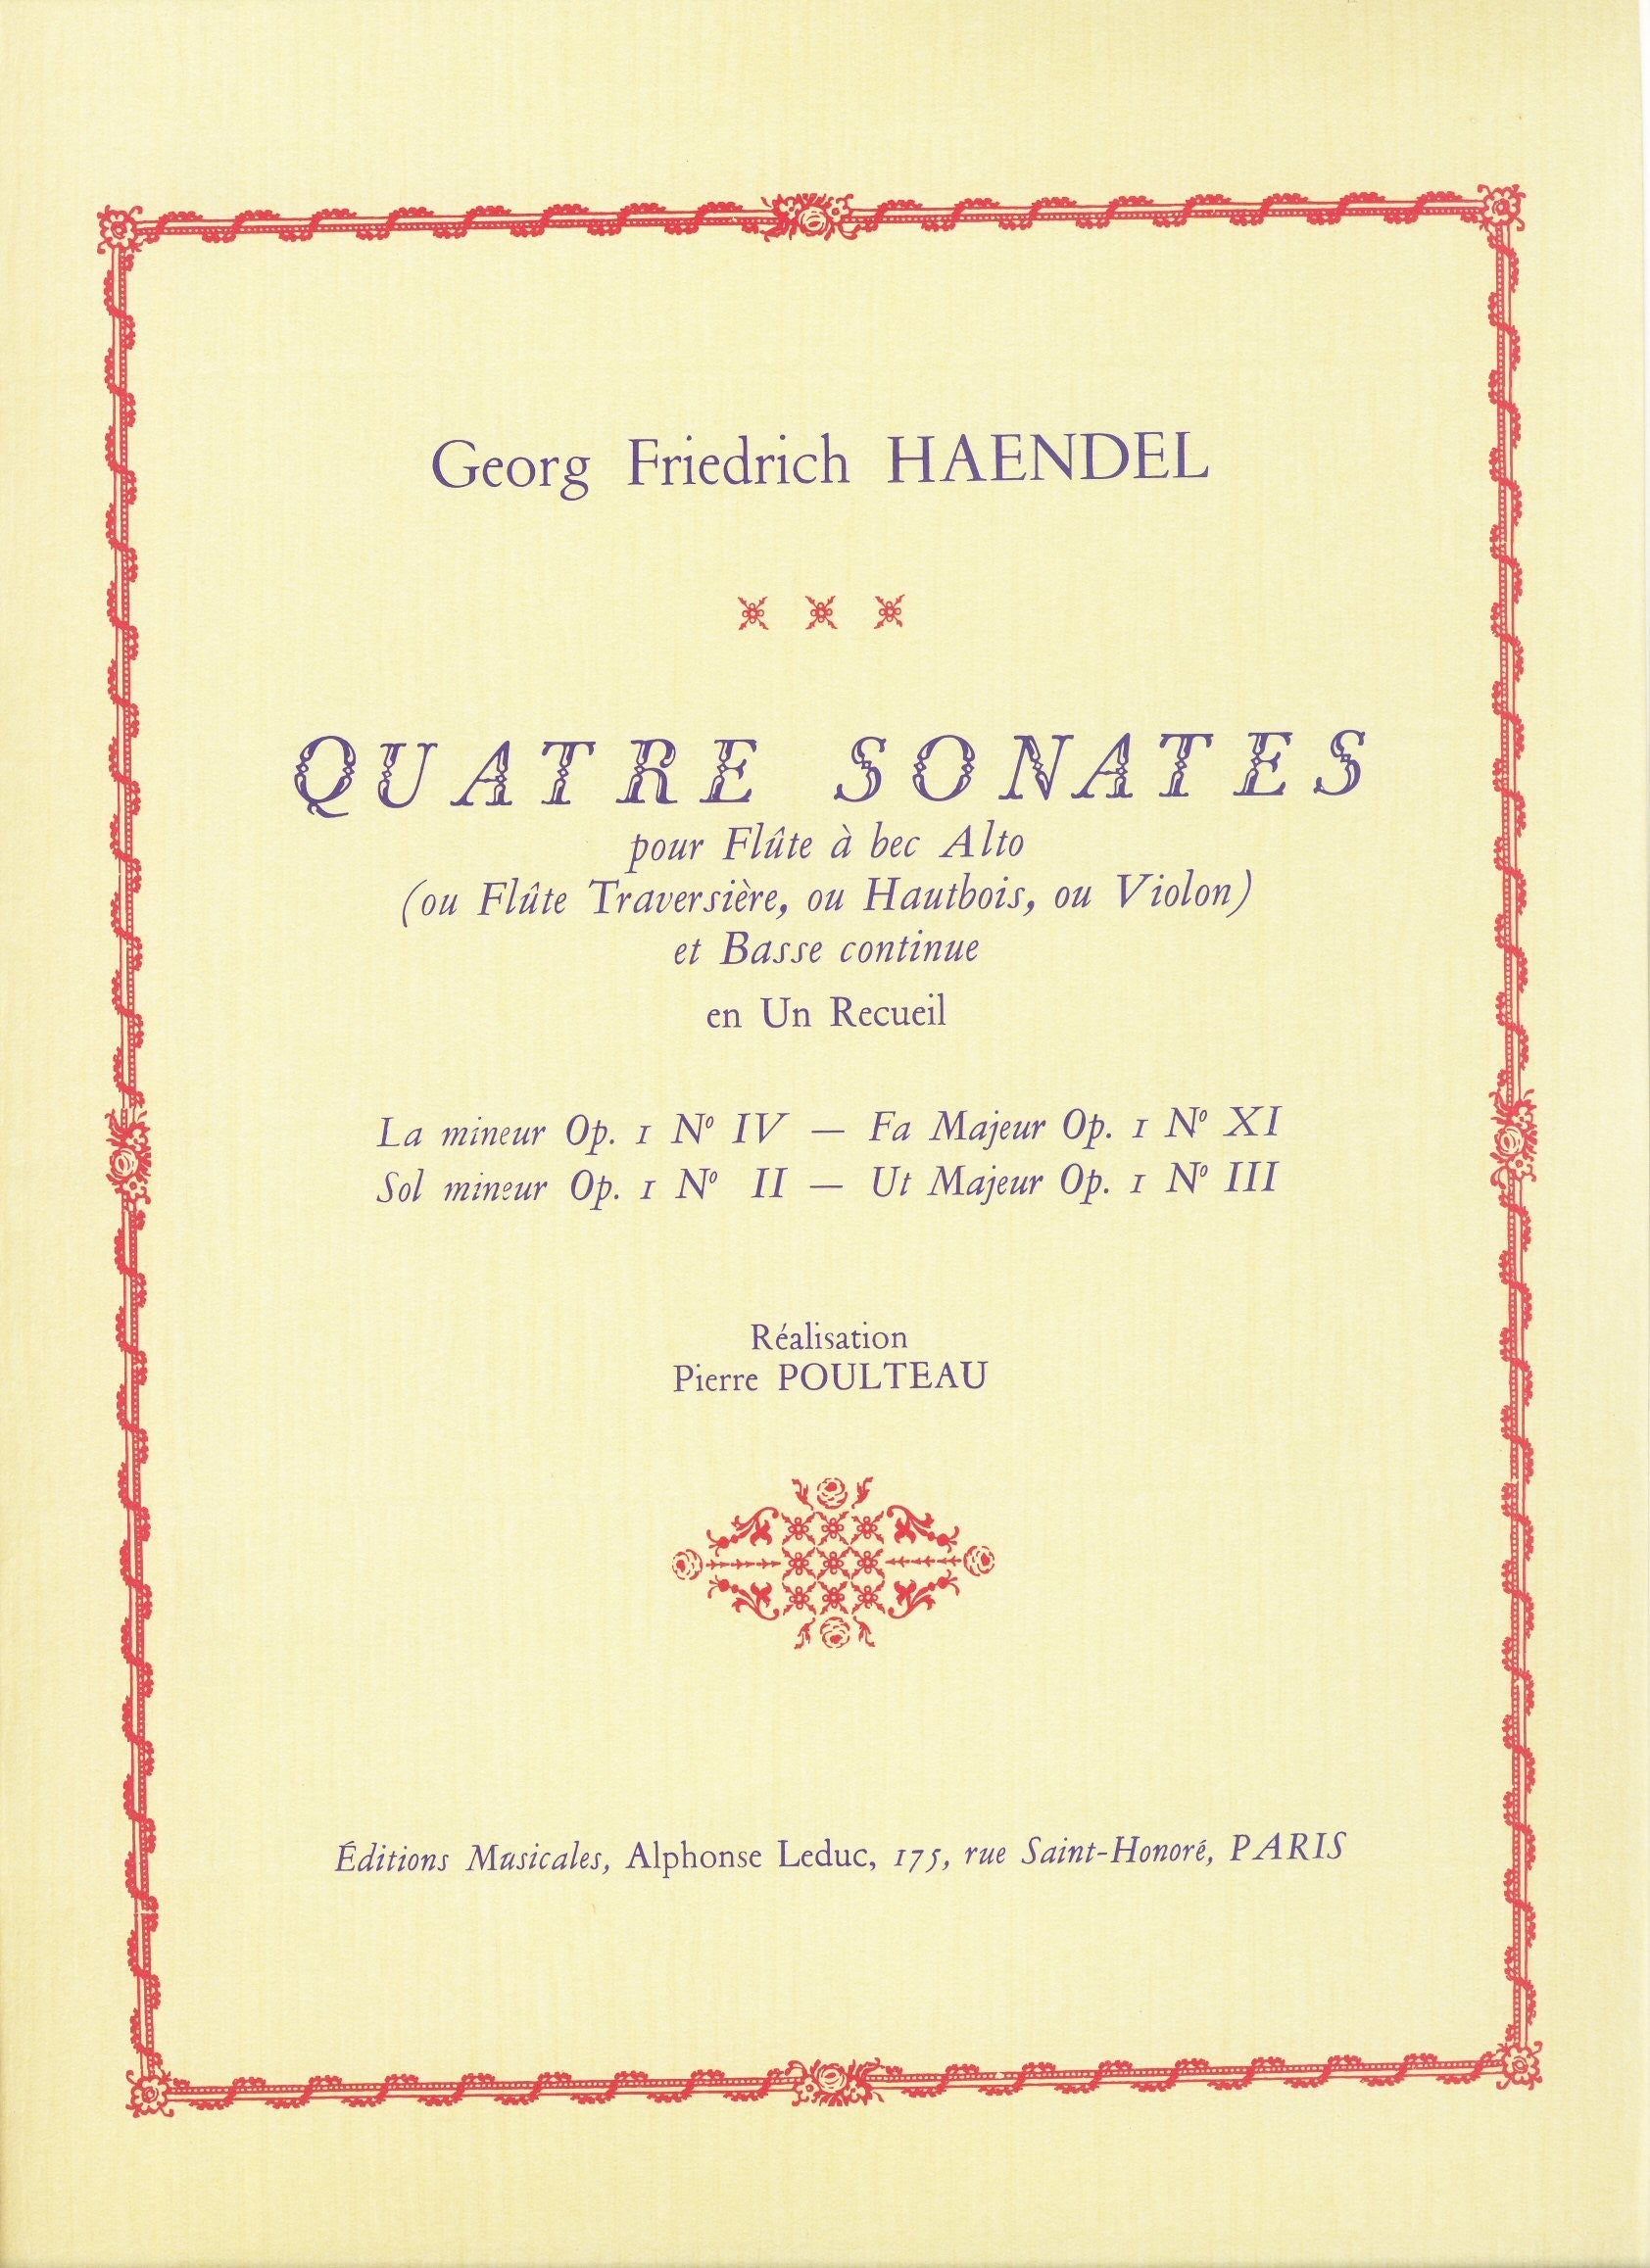 Georg Friedrich HAENDEL
QUATRE SONATES
pour Flûte à bec Alto
(ou Flûte Traversière, ou Hautbois, ou Violon)
et Basse continue
en Un Recueil
La mineur Op. 1 Nº IV — Fa Majeur Op. 1 Nº XI
Sol mineur Op. 1 Nº II — Ut Majeur Op. 1 Nº III
Réalisation
Pierre POULTEAU
Éditions Musicales, Alphonse Leduc, 175, rue Saint-Honoré, PARIS